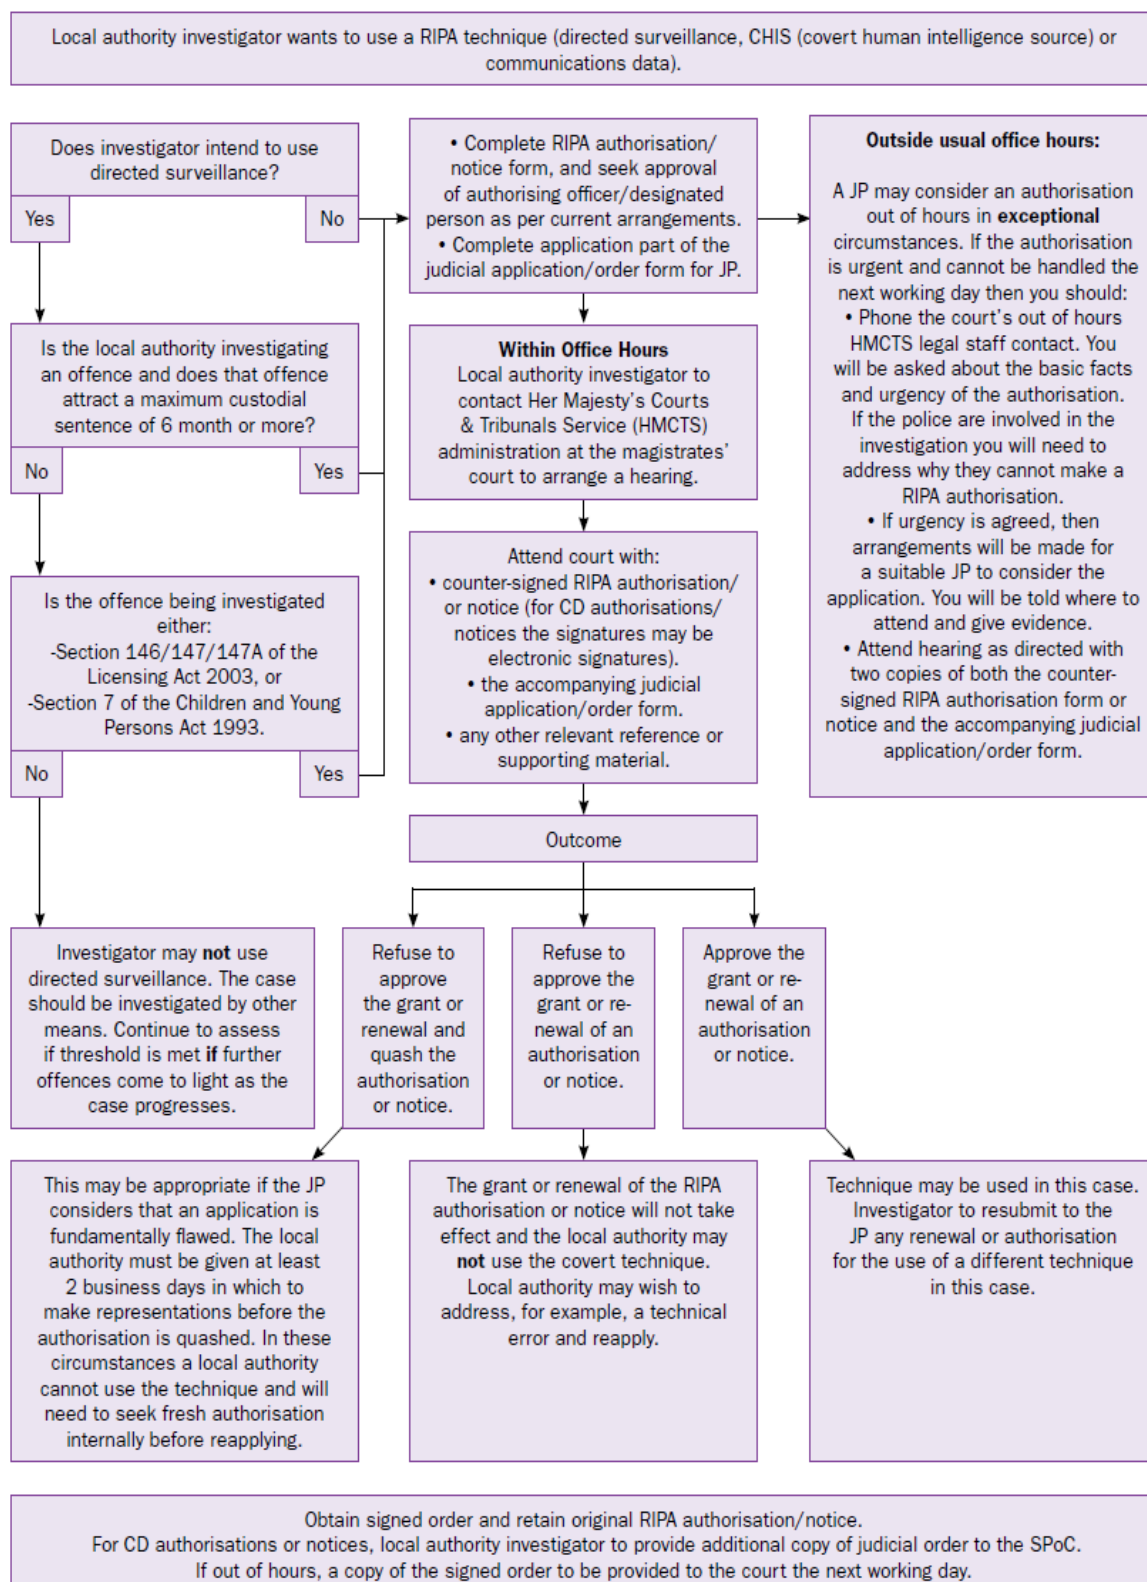 Local authority investigator wants to use a RIPA technique (directed surveillance, CHIS (covert human intelligence source) or
communications data).
Does investigator intend to use
directed surveillance?
Yes
No
Is the local authority investigating
an offence and does that offence
attract a maximum custodial
sentence of 6 month or more?
No
Yes
Is the offence being investigated
either:
-Section 146/147/147A of the
Licensing Act 2003, or
-Section 7 of the Children and Young
Persons Act 1993.
No
Yes
• Complete RIPA authorisation/
notice form, and seek approval
of authorising officer/designated
person as per current arrangements.
• Complete application part of the
judicial application/order form for JP.
Within Office Hours
Local authority investigator to
contact Her Majesty's Courts
& Tribunals Service (HMCTS)
administration at the magistrates'
court to arrange a hearing.
Attend court with:
• counter-signed RIPA authorisation/
or notice (for CD authorisations/
notices the signatures may be
electronic signatures).
• the accompanying judicial
application/order form.
• any other relevant reference or
supporting material.
Outside usual office hours:
A JP may consider an authorisation
out of hours in exceptional
circumstances. If the authorisation
is urgent and cannot be handled the
next working day then you should:
• Phone the court's out of hours
HMCTS legal staff contact. You
will be asked about the basic facts
and urgency of the authorisation.
If the police are involved in the
investigation you will need to
address why they cannot make a
RIPA authorisation.
• If urgency is agreed, then
arrangements will be made for
a suitable JP to consider the
application. You will be told where to
attend and give evidence.
• Attend hearing as directed with
two copies of both the counter-
signed RIPA authorisation form or
notice and the accompanying judicial
application/order form.
Outcome
Investigator may not use
directed surveillance. The case
should be investigated by other
means. Continue to assess
if threshold is met if further
offences come to light as the
case progresses.
Refuse to
approve
the grant or
renewal and
quash the
authorisation
or notice.
Refuse to
approve the
grant or re-
newal of an
authorisation
or notice.
Approve the
grant or re-
newal of an
authorisation
or notice.
This may be appropriate if the JP
considers that an application is
fundamentally flawed. The local
authority must be given at least
2 business days in which to
make representations before the
authorisation is quashed. In these
circumstances a local authority
cannot use the technique and will
need to seek fresh authorisation
internally before reapplying.
The grant or renewal of the RIPA
authorisation or notice will not take
effect and the local authority may
not use the covert technique.
Local authority may wish to
address, for example, a technical
error and reapply.
Technique may be used in this case.
Investigator to resubmit to the
JP any renewal or authorisation
for the use of a different technique
in this case.
Obtain signed order and retain original RIPA authorisation/notice.
For CD authorisations or notices, local authority investigator to provide additional copy of judicial order to the SPoC.
If out of hours, a copy of the signed order to be provided to the court the next working day.